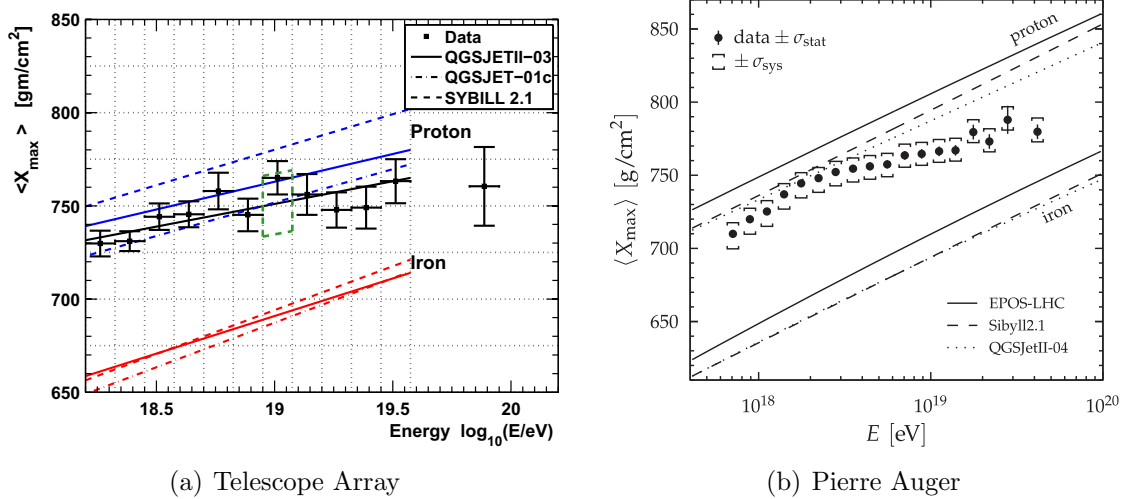 <X_max> [gm/cm²]
850
800
750
700
650
Data
QGSJETII−03
QGSJET−01c
SYBILL 2.1
Proton
Iron
18.5 19 19.5 20
Energy log₁₀(E/eV)
(a) Telescope Array
⟨X_max⟩ [g/cm²]
850
800
750
700
650
data ± σ_stat
± σ_sys
proton
iron
EPOS-LHC
Sibyll2.1
QGSJetII-04
10¹⁸ 10¹⁹ 10²⁰
E [eV]
(b) Pierre Auger